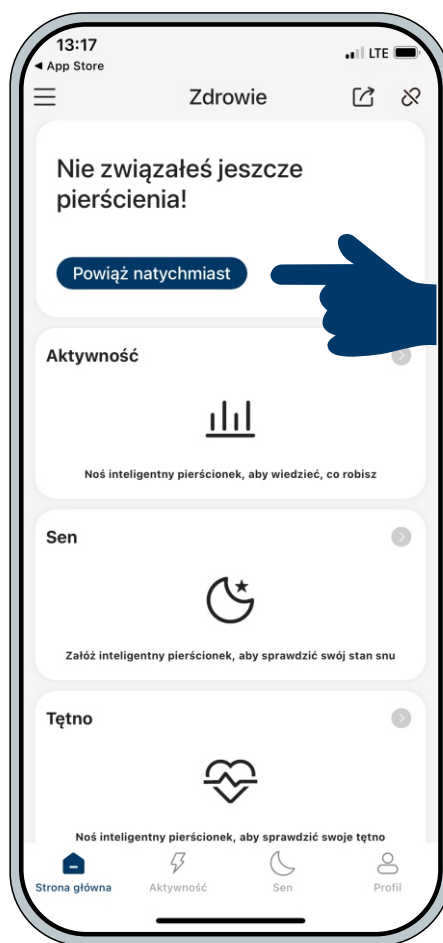 13:17
LTE
◀ App Store
Zdrowie
Nie związałeś jeszcze
pierścienia!
Powiąż natychmiast
Aktywność
Noś inteligentny pierścionek, aby wiedzieć, co robisz
Sen
Załóż inteligentny pierścionek, aby sprawdzić swój stan snu
Tętno
Noś inteligentny pierścionek, aby sprawdzić swoje tętno
Strona główna
Aktywność
Sen
Profil